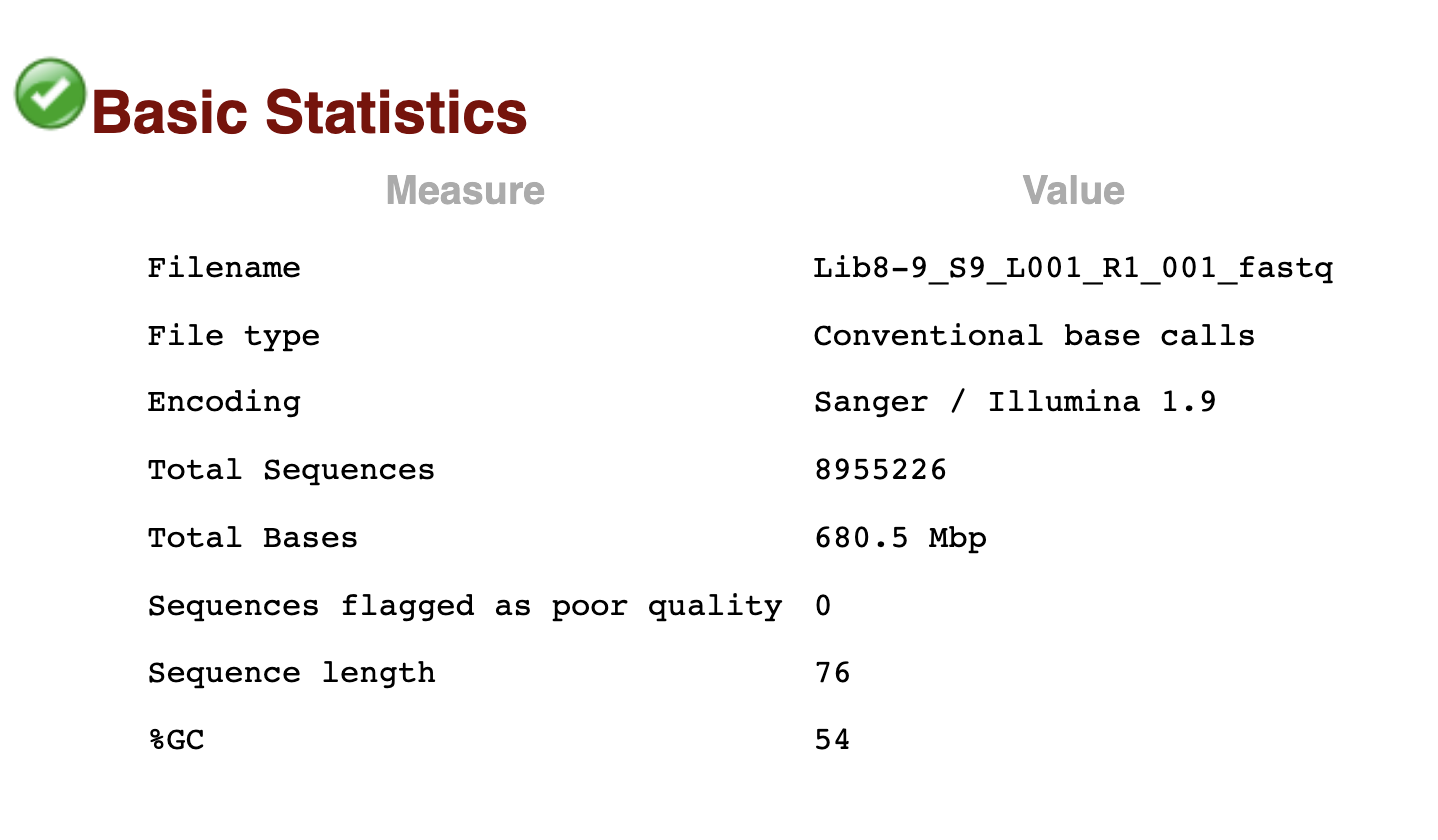 Basic Statistics
Measure Value
Filename Lib8-9_S9_L001_R1_001_fastq
File type Conventional base calls
Encoding Sanger / Illumina 1.9
Total Sequences 8955226
Total Bases 680.5 Mbp
Sequences flagged as poor quality 0
Sequence length 76
%GC 54